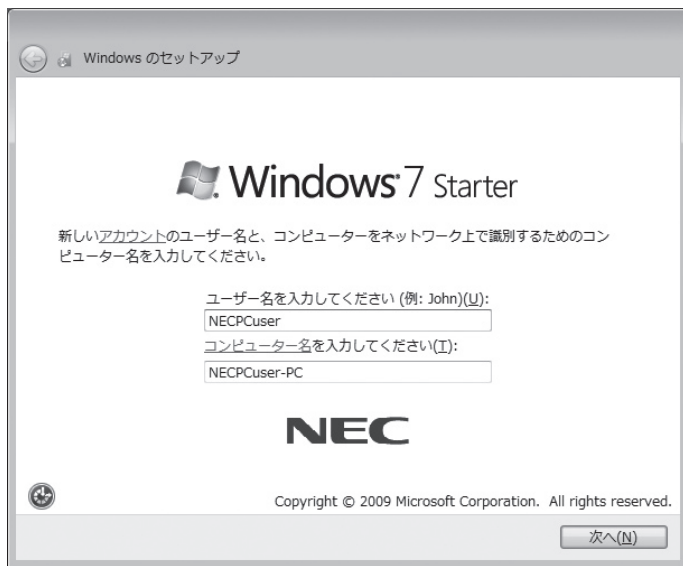 Windows のセットアップ
Windows 7 Starter
新しいアカウントのユーザー名と、コンピューターをネットワーク上で識別するためのコン
ピューター名を入力してください。
ユーザー名を入力してください (例: John)(U):
NECPCuser
コンピューター名を入力してください(T):
NECPCuser-PC
NEC
Copyright © 2009 Microsoft Corporation. All rights reserved.
次へ(N)